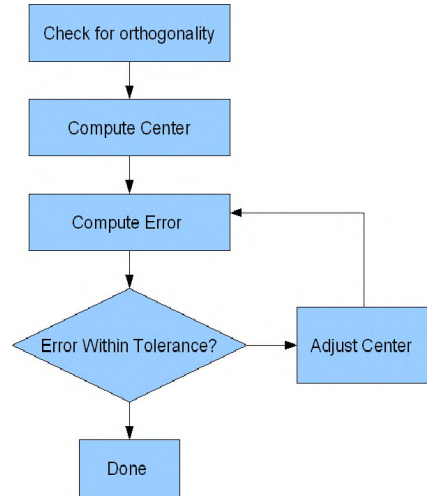 Check for orthogonality
Compute Center
Compute Error
Error Within Tolerance?
Adjust Center
Done